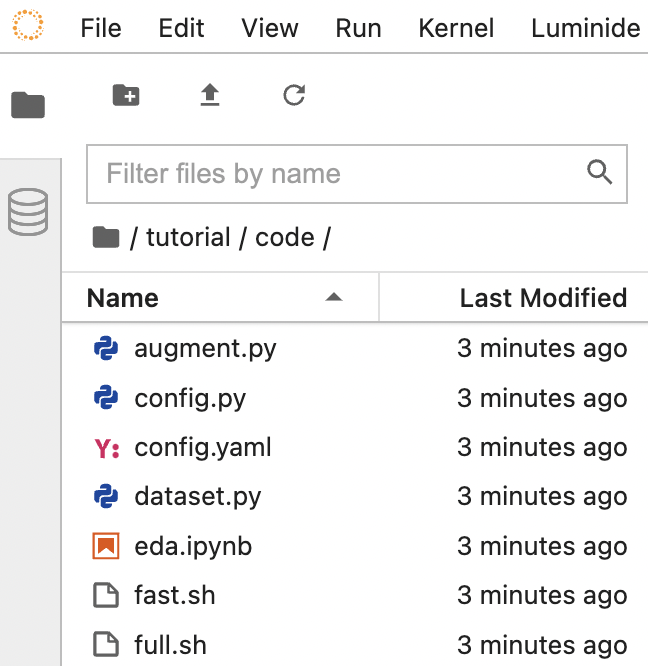 File Edit View Run Kernel Luminide
Filter files by name
/ tutorial / code /
Name Last Modified
augment.py 3 minutes ago
config.py 3 minutes ago
Y: config.yaml 3 minutes ago
dataset.py 3 minutes ago
eda.ipynb 3 minutes ago
fast.sh 3 minutes ago
full.sh 3 minutes ago